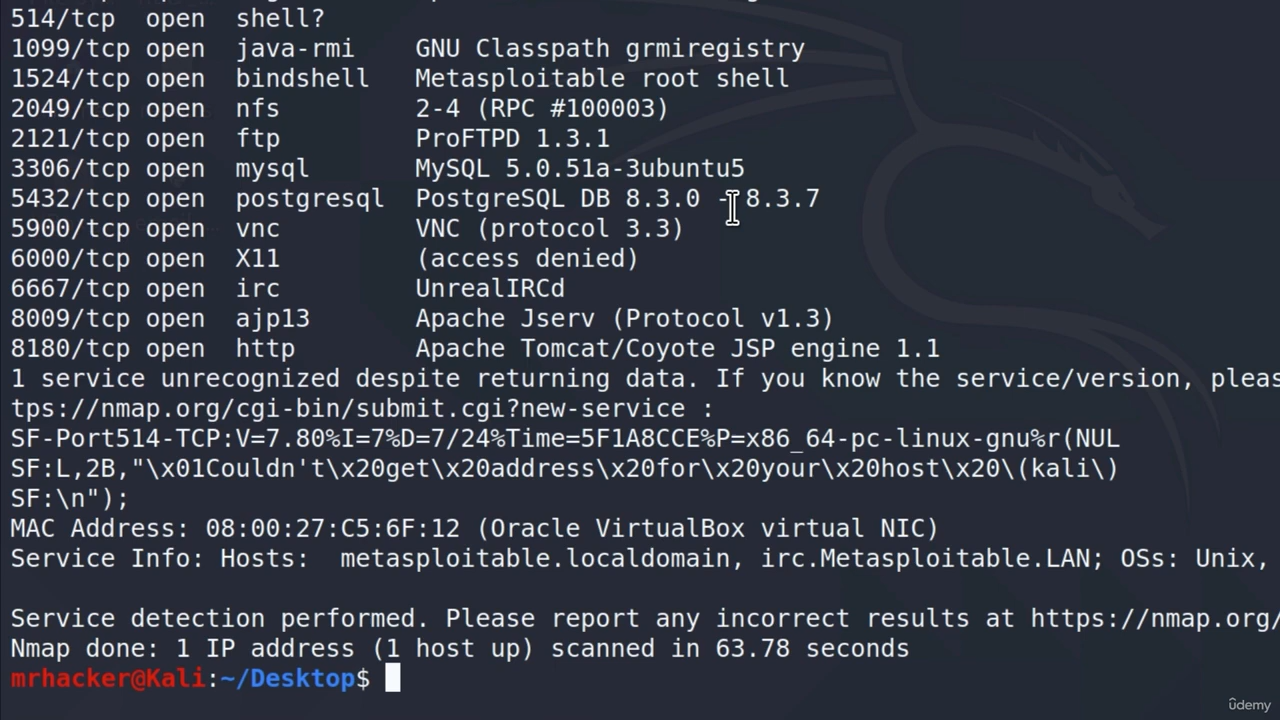 514/tcp open shell?
1099/tcp open java-rmi GNU Classpath grmiregistry
1524/tcp open bindshell Metasploitable root shell
2049/tcp open nfs 2-4 (RPC #100003)
2121/tcp open ftp ProFTPD 1.3.1
3306/tcp open mysql MySQL 5.0.51a-3ubuntu5
5432/tcp open postgresql PostgreSQL DB 8.3.0 - 8.3.7
5900/tcp open vnc VNC (protocol 3.3)
6000/tcp open X11 (access denied)
6667/tcp open irc UnrealIRCd
8009/tcp open ajp13 Apache Jserv (Protocol v1.3)
8180/tcp open http Apache Tomcat/Coyote JSP engine 1.1
1 service unrecognized despite returning data. If you know the service/version, pleas
tps://nmap.org/cgi-bin/submit.cgi?new-service :
SF-Port514-TCP:V=7.80%I=7%D=7/24%Time=5F1A8CCE%P=x86_64-pc-linux-gnu%r(NUL
SF:L,2B,"\x01Couldn't\x20get\x20address\x20for\x20your\x20host\x20\(kali\)
SF:\n");
MAC Address: 08:00:27:C5:6F:12 (Oracle VirtualBox virtual NIC)
Service Info: Hosts:  metasploitable.localdomain, irc.Metasploitable.LAN; OSs: Unix,
Service detection performed. Please report any incorrect results at https://nmap.org/
Nmap done: 1 IP address (1 host up) scanned in 63.78 seconds
mrhacker@Kali:~/Desktop$
ûdemy